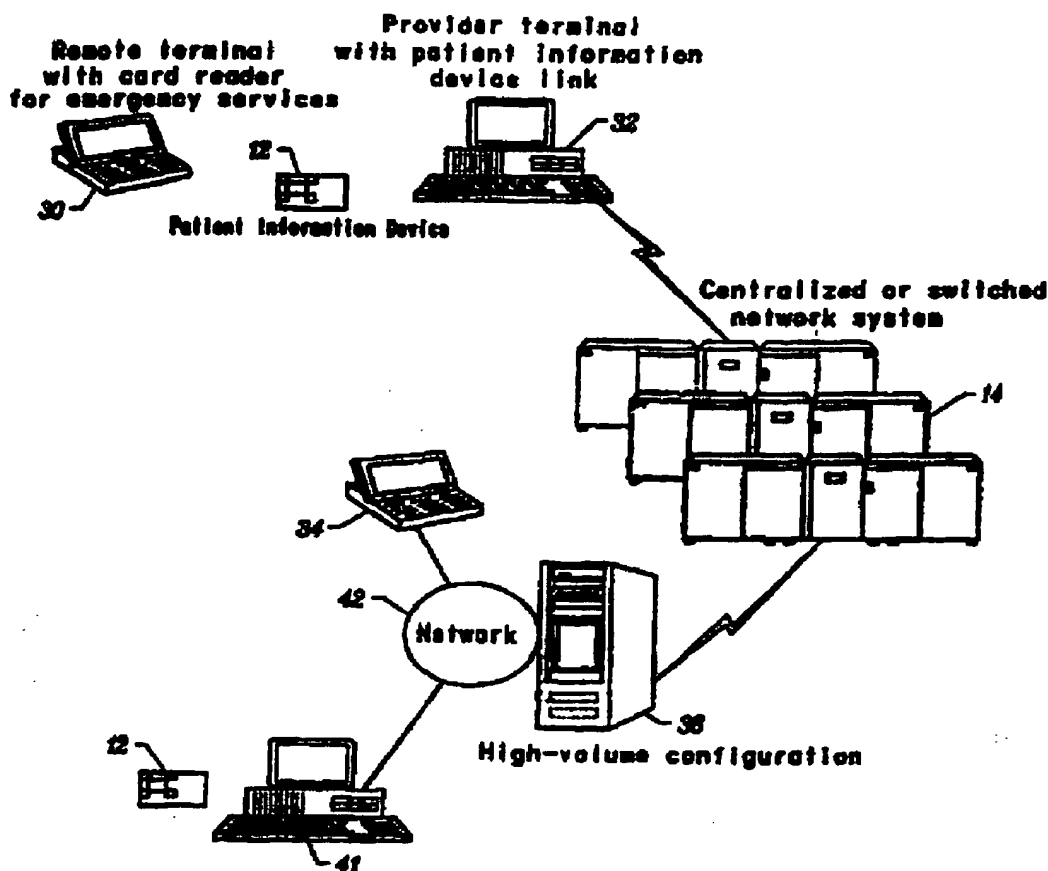 Remote terminal
with card reader
for emergency services
30
12
Patient Information Device
Provider terminal
with patient information
device link
32
Centralized or switched
network system
14
34
42
Network
38
High-volume configuration
12
41